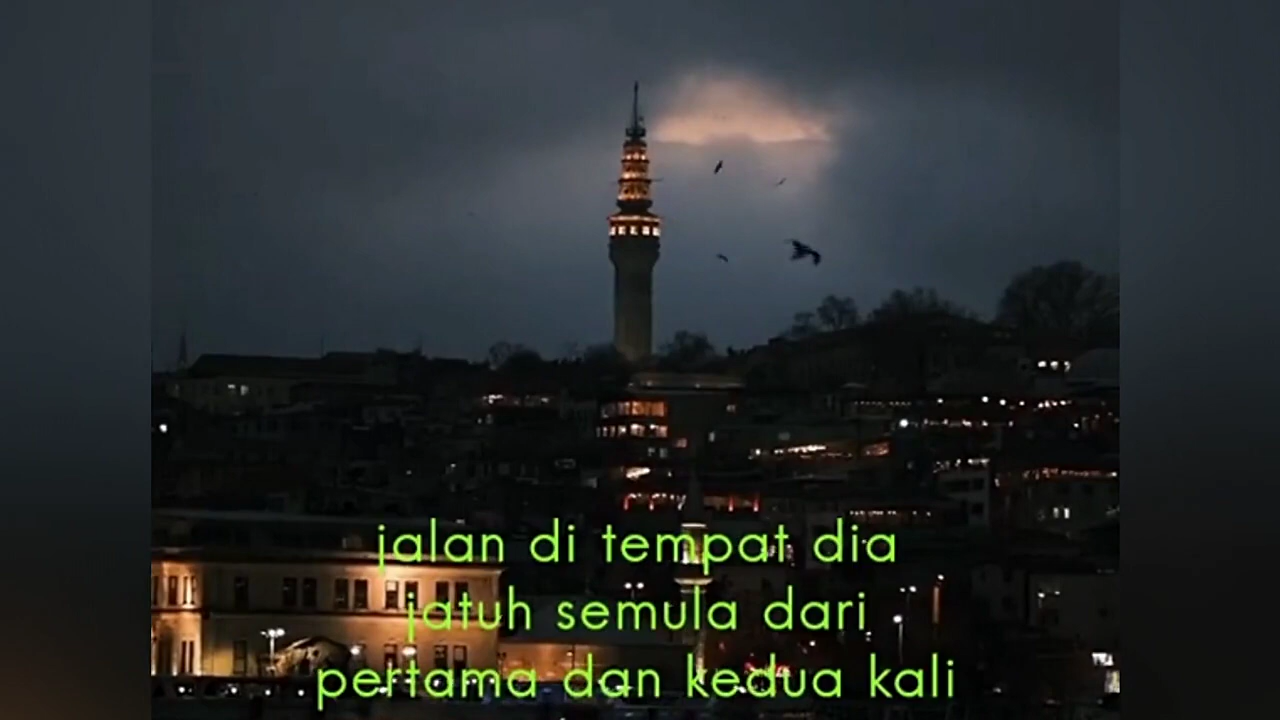 jalan di tempat dia
jatuh semula dari
pertama dan kedua kali